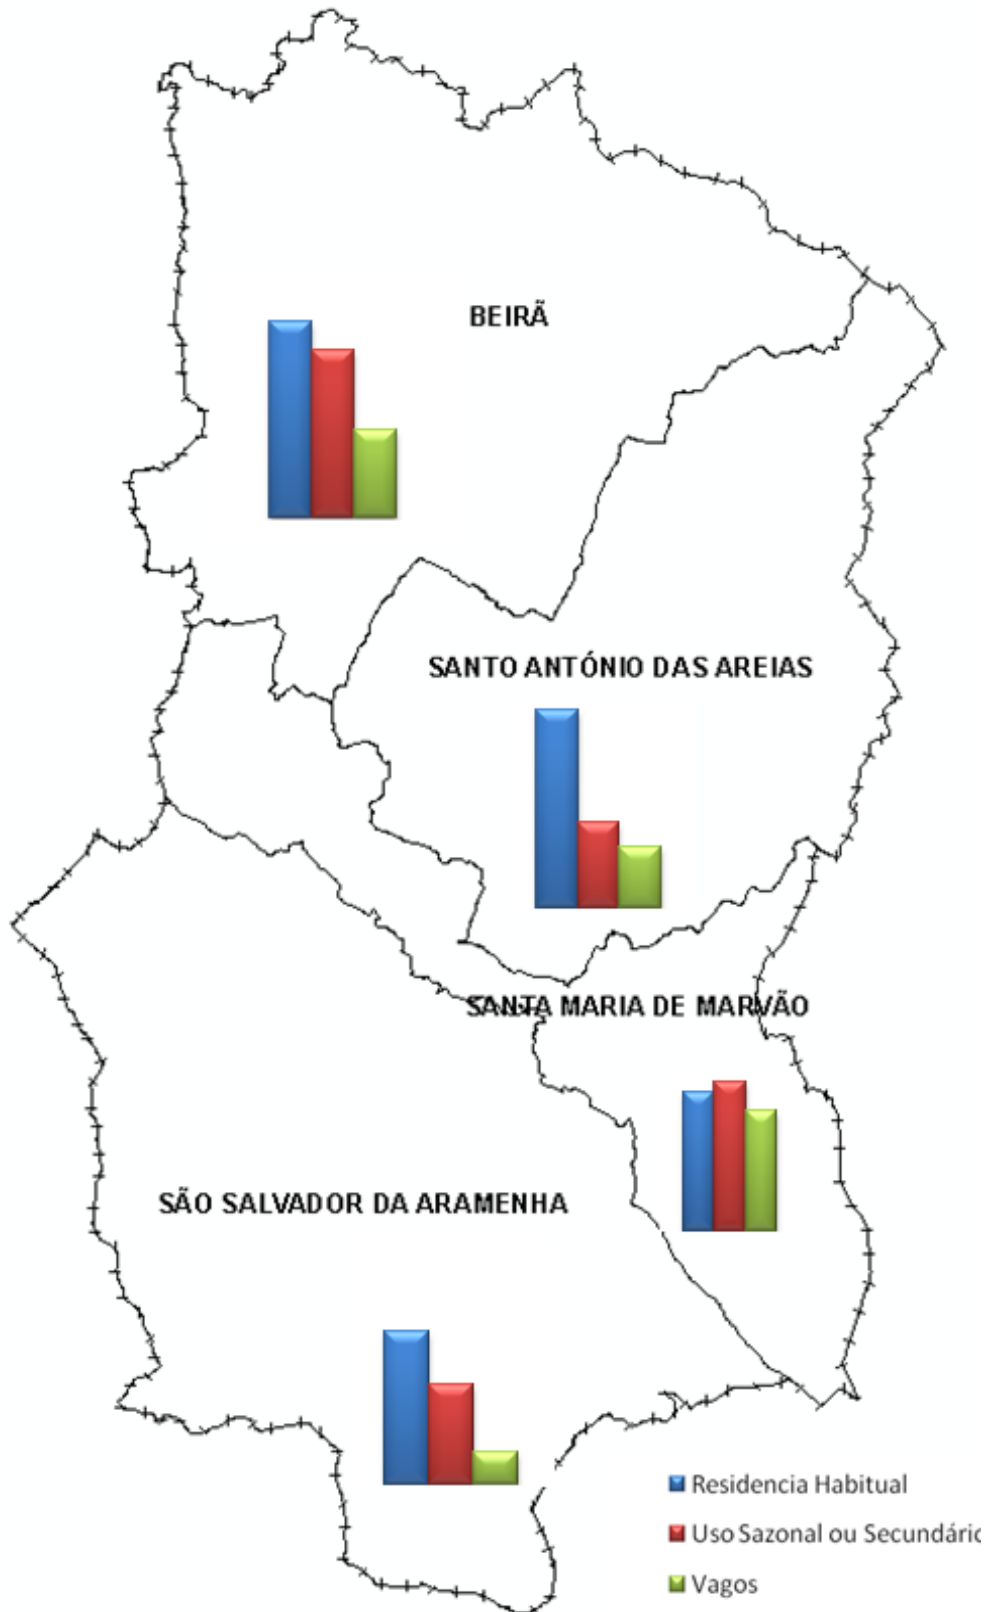 BEIRÃ
SANTO ANTÓNIO DAS AREIAS
SANTA MARIA DE MARVÃO
SÃO SALVADOR DA ARAMENHA
Residencia Habitual
Uso Sazonal ou Secundário
Vagos